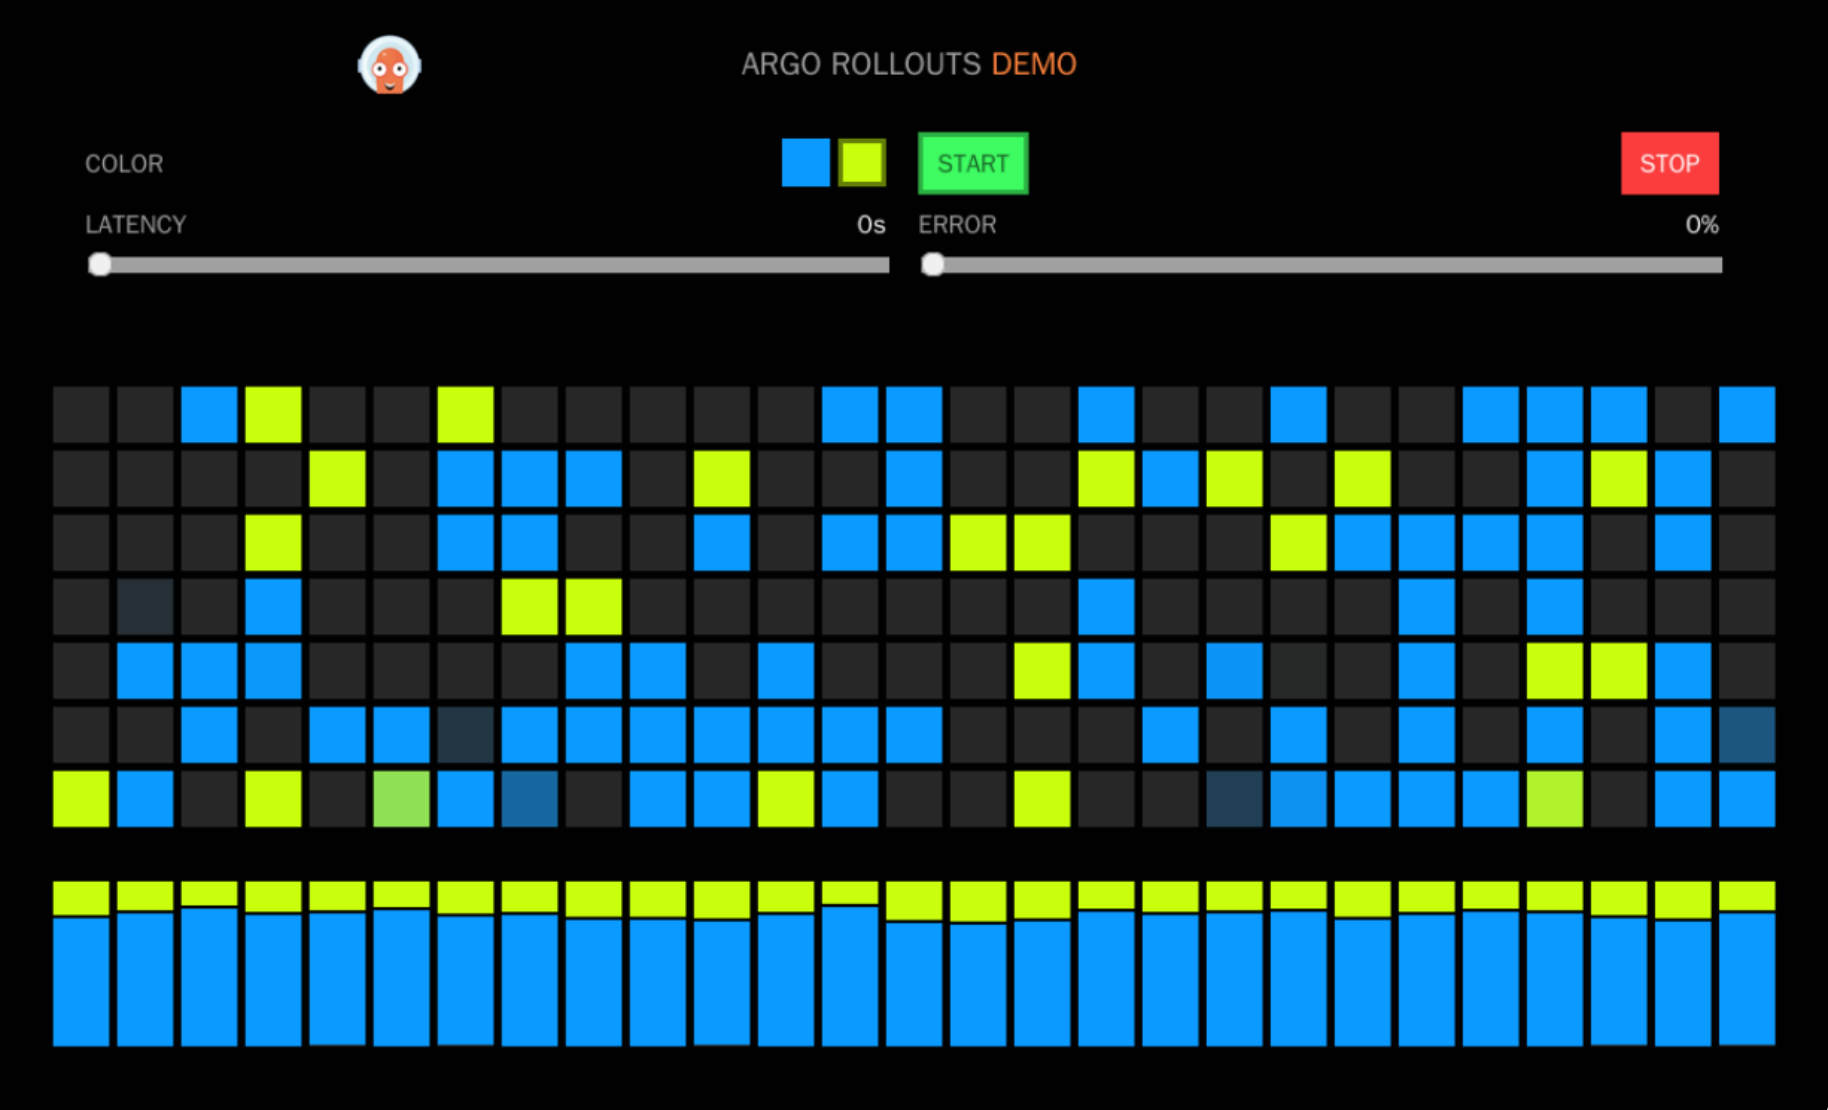 ARGO ROLLOUTS DEMO
COLOR
START
STOP
LATENCY
0s
ERROR
0%